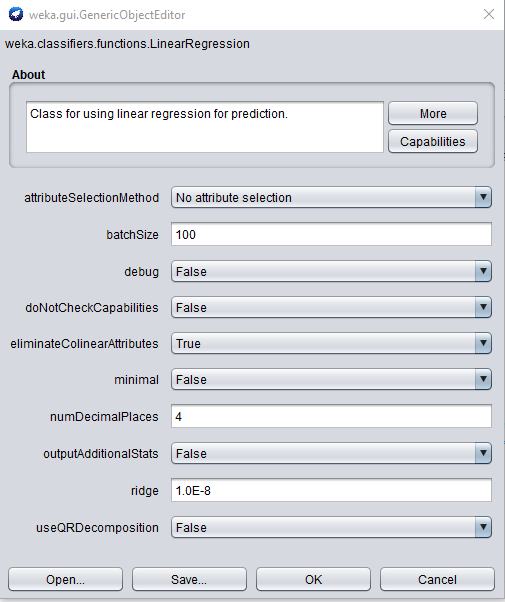 weka.gui.GenericObjectEditor
weka.classifiers.functions.LinearRegression
About
Class for using linear regression for prediction.
More
Capabilities
attributeSelectionMethod No attribute selection
batchSize 100
debug False
doNotCheckCapabilities False
eliminateColinearAttributes True
minimal False
numDecimalPlaces 4
outputAdditionalStats False
ridge 1.0E-8
useQRDecomposition False
Open... Save... OK Cancel